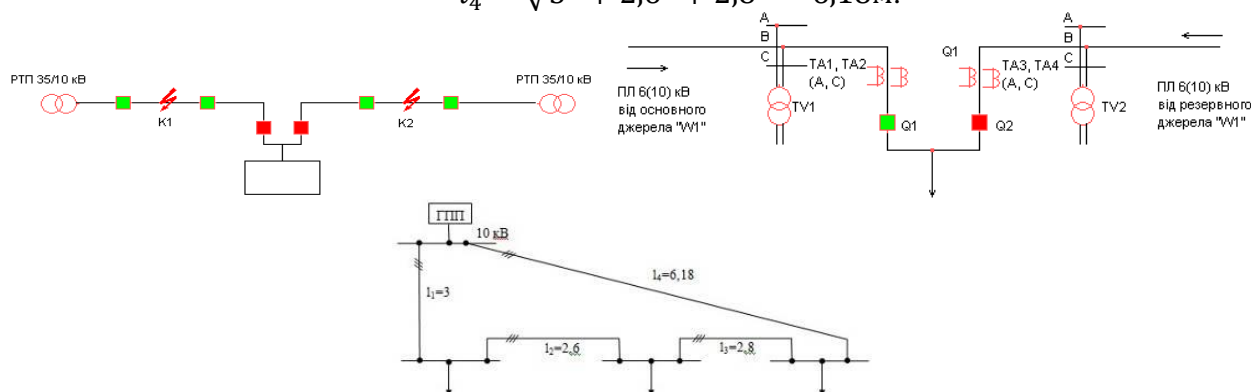 РТП 35/10 кВ
РТП 35/10 кВ
К1
К2
A
B
C
TA1, TA2
(A, C)
ПЛ 6(10) кВ
від основного
джерела "W1"
TV1
Q1
Q1
TA3, TA4
(A, C)
Q2
A
B
C
TV2
ПЛ 6(10) кВ
від резервного
джерела "W1"
ГПП
10 кВ
l₁=3
l₄=6,18
l₂=2,6
l₃=2,8